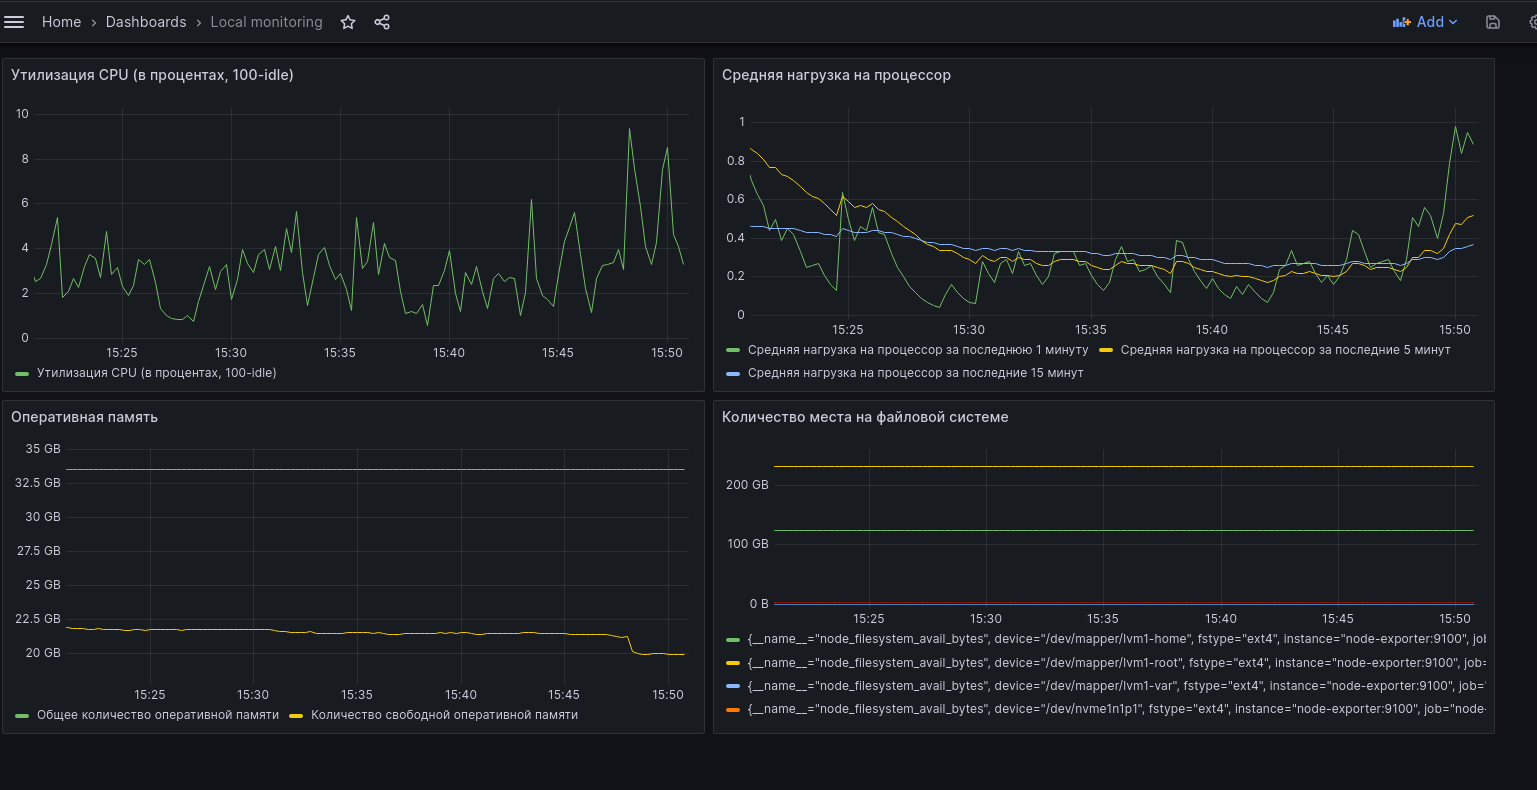 Home › Dashboards › Local monitoring
Add
Утилизация CPU (в процентах, 100-idle)
10
8
6
4
2
0
15:25 15:30 15:35 15:40 15:45 15:50
Утилизация CPU (в процентах, 100-idle)
Средняя нагрузка на процессор
1
0.8
0.6
0.4
0.2
0
15:25 15:30 15:35 15:40 15:45 15:50
Средняя нагрузка на процессор за последнюю 1 минуту Средняя нагрузка на процессор за последние 5 минут
Средняя нагрузка на процессор за последние 15 минут
Оперативная память
35 GB
32.5 GB
30 GB
27.5 GB
25 GB
22.5 GB
20 GB
15:25 15:30 15:35 15:40 15:45 15:50
Общее количество оперативной памяти Количество свободной оперативной памяти
Количество места на файловой системе
200 GB
100 GB
0 B
15:25 15:30 15:35 15:40 15:45 15:50
{__name__="node_filesystem_avail_bytes", device="/dev/mapper/lvm1-home", fstype="ext4", instance="node-exporter:9100", job
{__name__="node_filesystem_avail_bytes", device="/dev/mapper/lvm1-root", fstype="ext4", instance="node-exporter:9100", job=
{__name__="node_filesystem_avail_bytes", device="/dev/mapper/lvm1-var", fstype="ext4", instance="node-exporter:9100", job="
{__name__="node_filesystem_avail_bytes", device="/dev/nvme1n1p1", fstype="ext4", instance="node-exporter:9100", job="node-